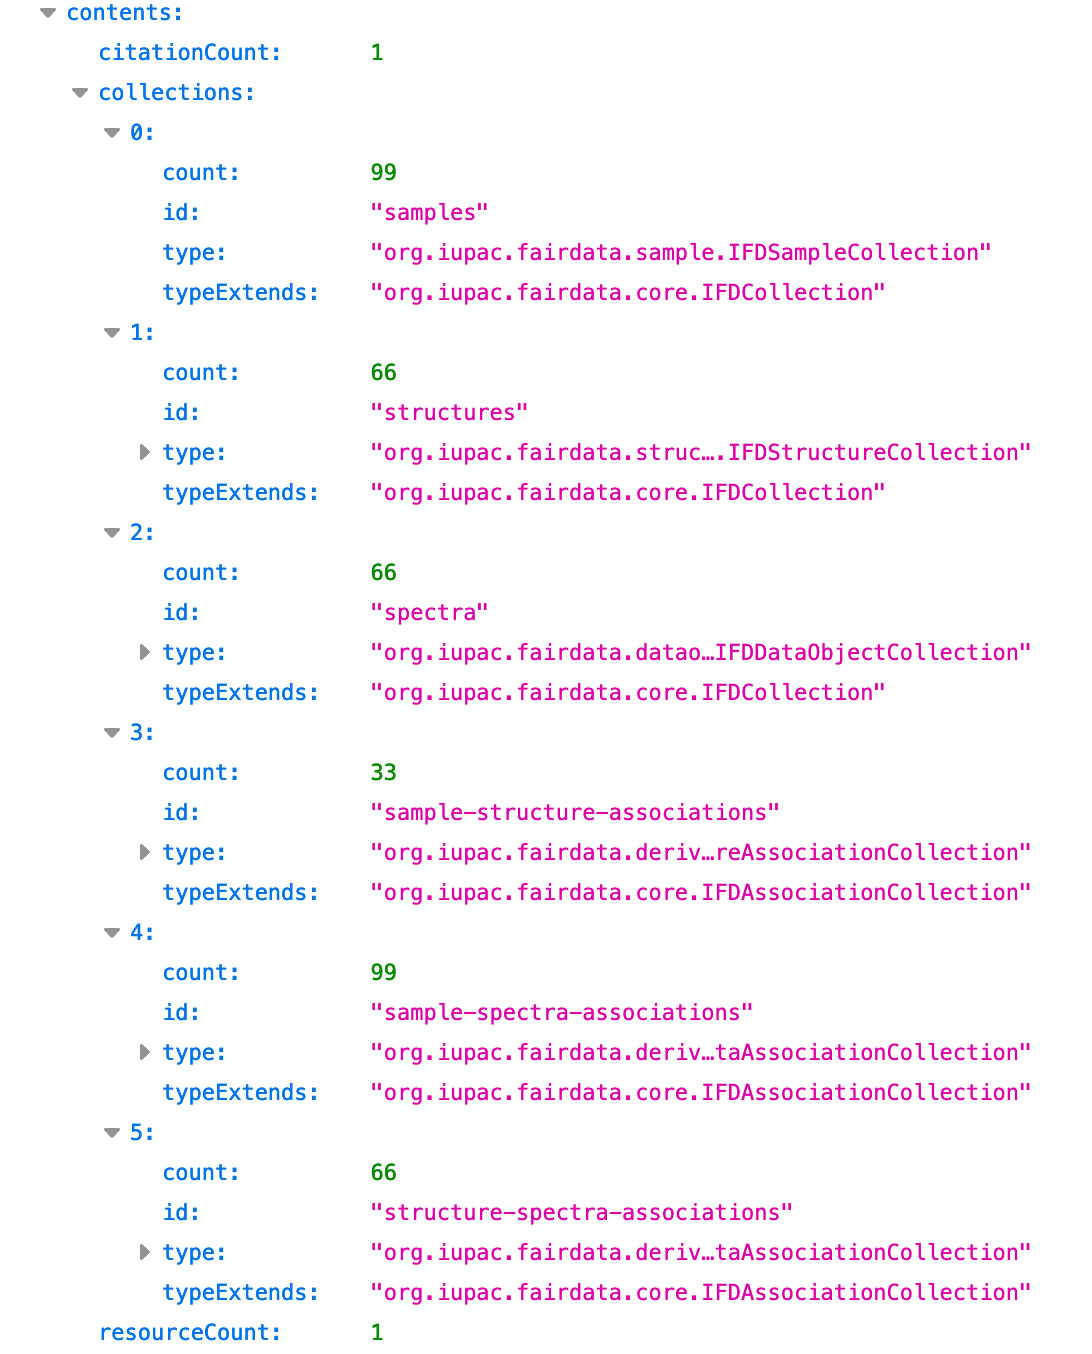 contents:
citationCount: 1
collections:
0:
count: 99
id: "samples"
type: "org.iupac.fairdata.sample.IFDSampleCollection"
typeExtends: "org.iupac.fairdata.core.IFDCollection"
1:
count: 66
id: "structures"
type: "org.iupac.fairdata.struc….IFDStructureCollection"
typeExtends: "org.iupac.fairdata.core.IFDCollection"
2:
count: 66
id: "spectra"
type: "org.iupac.fairdata.datao…IFDDataObjectCollection"
typeExtends: "org.iupac.fairdata.core.IFDCollection"
3:
count: 33
id: "sample-structure-associations"
type: "org.iupac.fairdata.deriv…reAssociationCollection"
typeExtends: "org.iupac.fairdata.core.IFDAssociationCollection"
4:
count: 99
id: "sample-spectra-associations"
type: "org.iupac.fairdata.deriv…taAssociationCollection"
typeExtends: "org.iupac.fairdata.core.IFDAssociationCollection"
5:
count: 66
id: "structure-spectra-associations"
type: "org.iupac.fairdata.deriv…taAssociationCollection"
typeExtends: "org.iupac.fairdata.core.IFDAssociationCollection"
resourceCount: 1